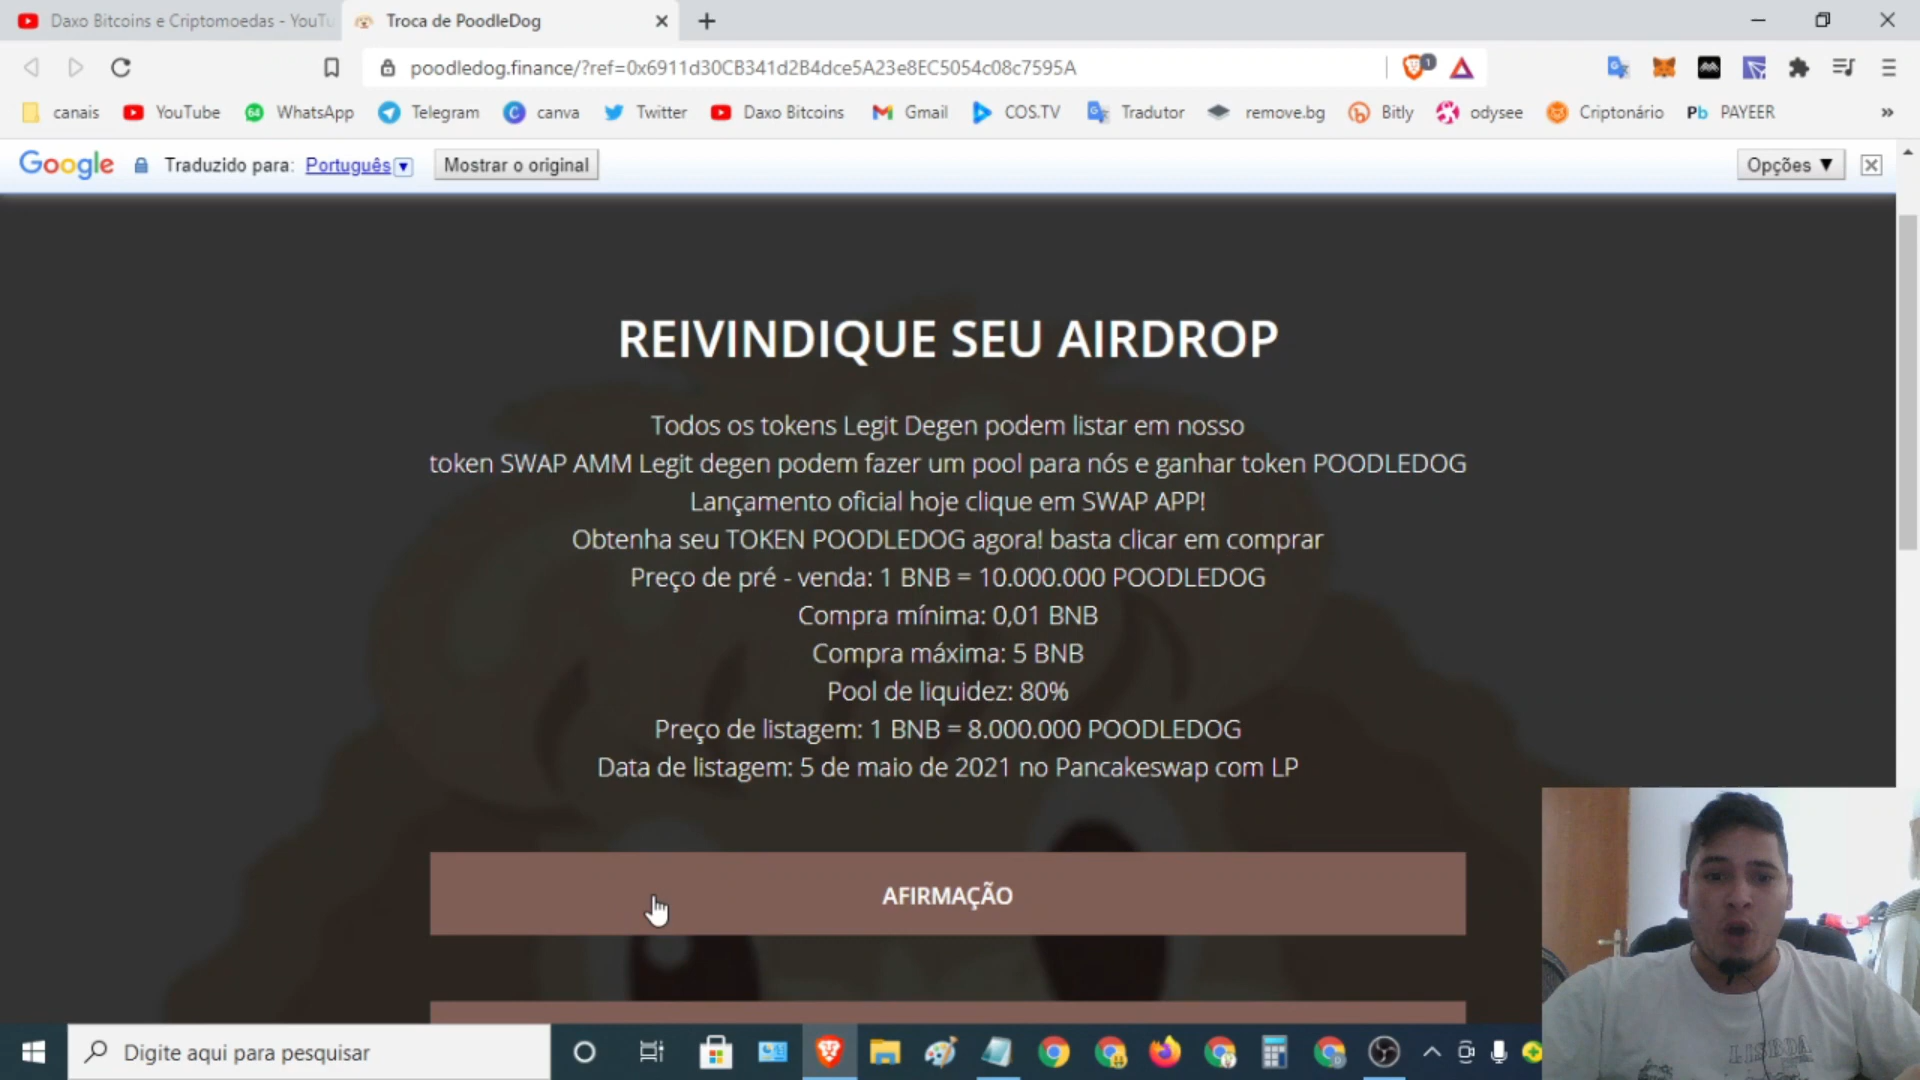 Daxo Bitcoins e Criptomoedas - YouTu
Troca de PoodleDog
poodledog.finance/?ref=0x6911d30CB341d2B4dce5A23e8EC5054c08c7595A
canais
YouTube
WhatsApp
Telegram
canva
Twitter
Daxo Bitcoins
Gmail
COS.TV
Tradutor
remove.bg
Bitly
odysee
Criptonário
Pb PAYEER
Google
Traduzido para: Português
Mostrar o original
Opções ▼
REIVINDIQUE SEU AIRDROP
Todos os tokens Legit Degen podem listar em nosso
token SWAP AMM Legit degen podem fazer um pool para nós e ganhar token POODLEDOG
Lançamento oficial hoje clique em SWAP APP!
Obtenha seu TOKEN POODLEDOG agora! basta clicar em comprar
Preço de pré - venda: 1 BNB = 10.000.000 POODLEDOG
Compra mínima: 0,01 BNB
Compra máxima: 5 BNB
Pool de liquidez: 80%
Preço de listagem: 1 BNB = 8.000.000 POODLEDOG
Data de listagem: 5 de maio de 2021 no Pancakeswap com LP
AFIRMAÇÃO
LISBOA
Digite aqui para pesquisar